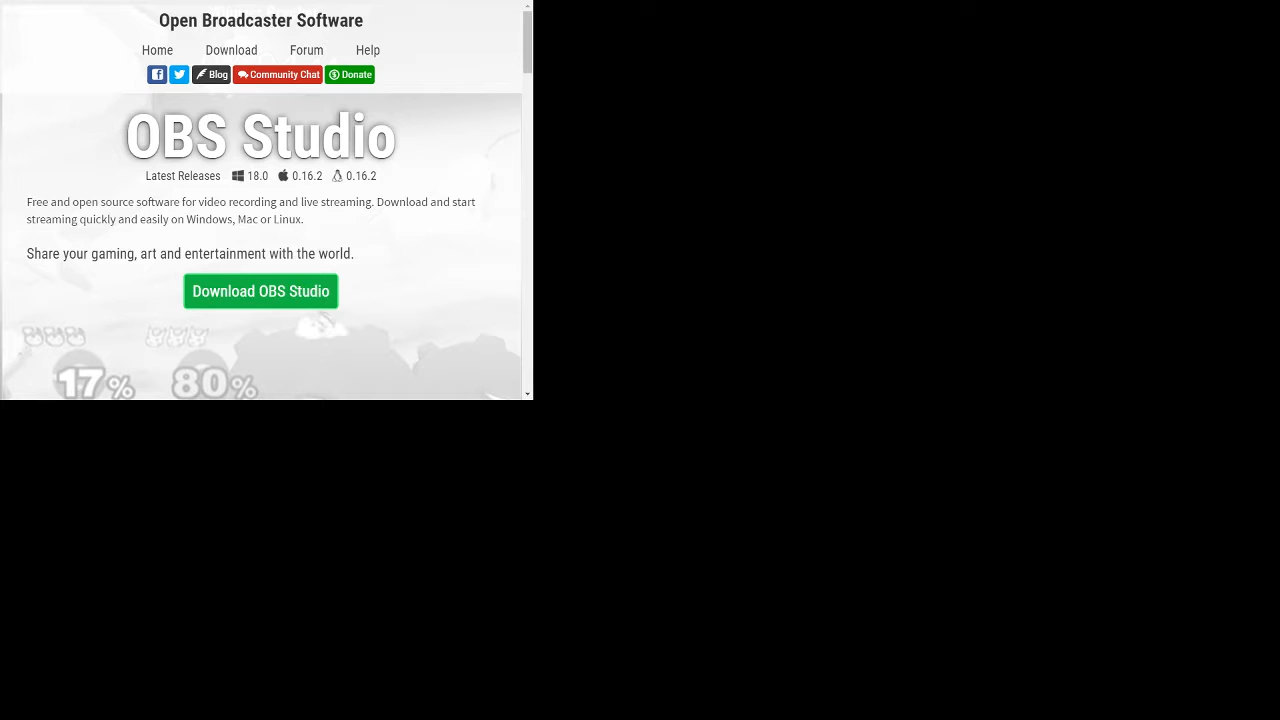 Open Broadcaster Software
Home Download Forum Help
Blog Community Chat Donate
OBS Studio
Latest Releases 18.0 0.16.2 0.16.2
Free and open source software for video recording and live streaming. Download and start
streaming quickly and easily on Windows, Mac or Linux.
Share your gaming, art and entertainment with the world.
Download OBS Studio
17% 80%